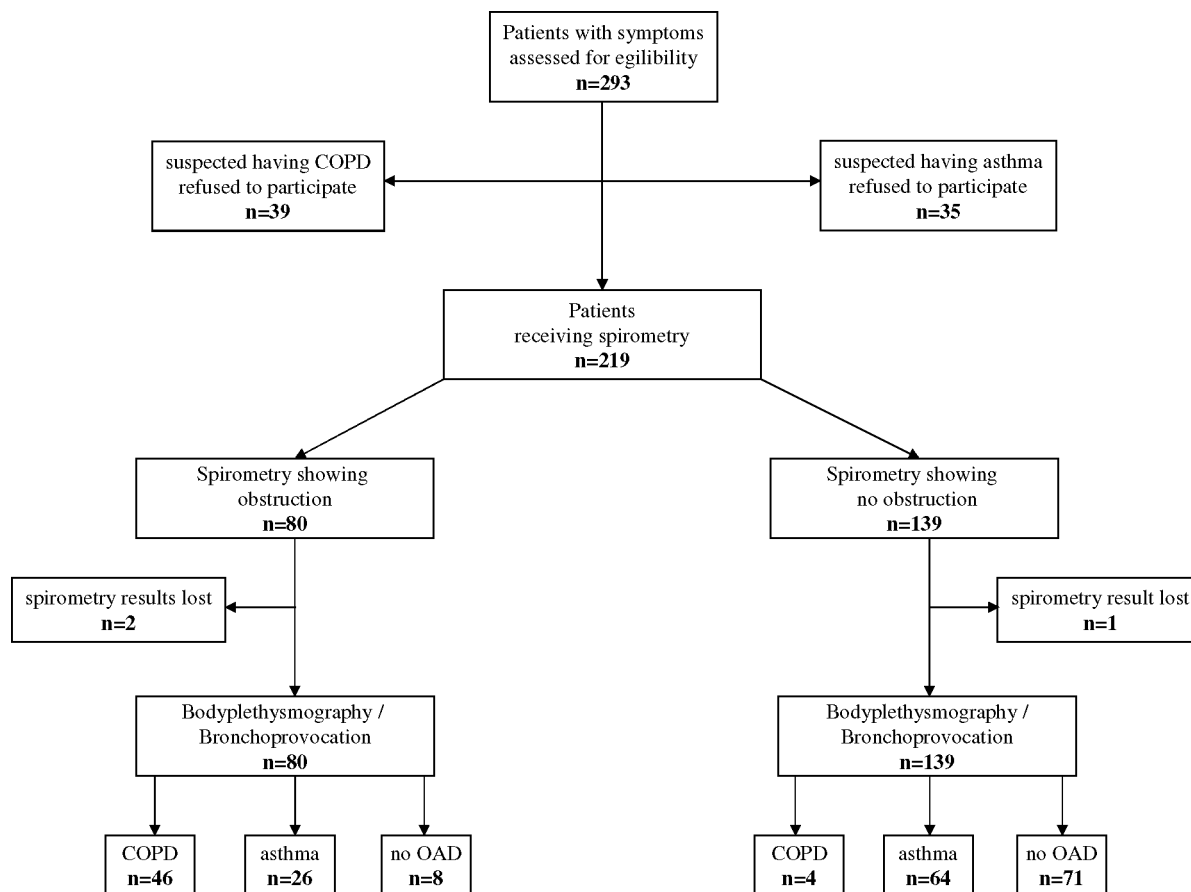 Patients with symptoms
assessed for egilibility
n=293
suspected having COPD
refused to participate
n=39
suspected having asthma
refused to participate
n=35
Patients
receiving spirometry
n=219
Spirometry showing
obstruction
n=80
Spirometry showing
no obstruction
n=139
spirometry results lost
n=2
spirometry result lost
n=1
Bodyplethysmography /
Bronchoprovocation
n=80
Bodyplethysmography /
Bronchoprovocation
n=139
COPD
n=46
asthma
n=26
no OAD
n=8
COPD
n=4
asthma
n=64
no OAD
n=71